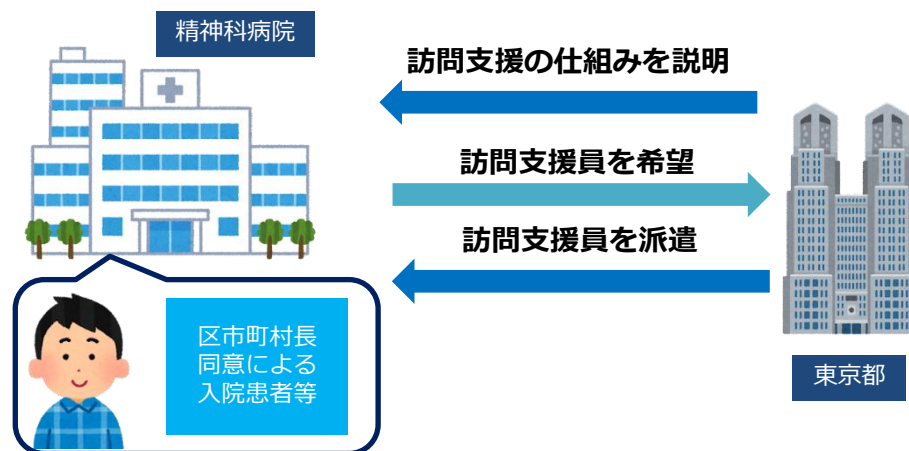 精神科病院
訪問支援の仕組みを説明
訪問支援員を希望
訪問支援員を派遣
区市町村長
同意による
入院患者等
東京都